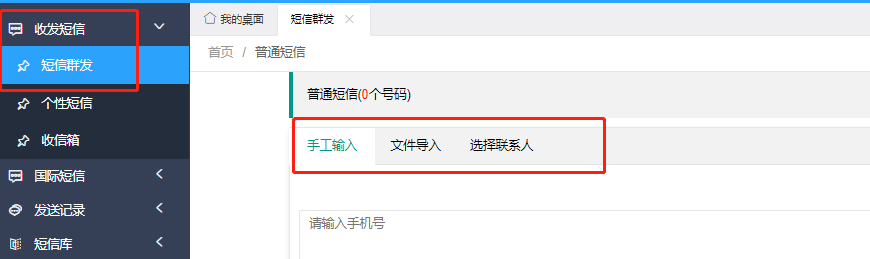 收发短信
短信群发
个性短信
收信箱
国际短信
发送记录
短信库
我的桌面 短信群发
首页 / 普通短信
普通短信(0个号码)
手工输入 文件导入 选择联系人
请输入手机号